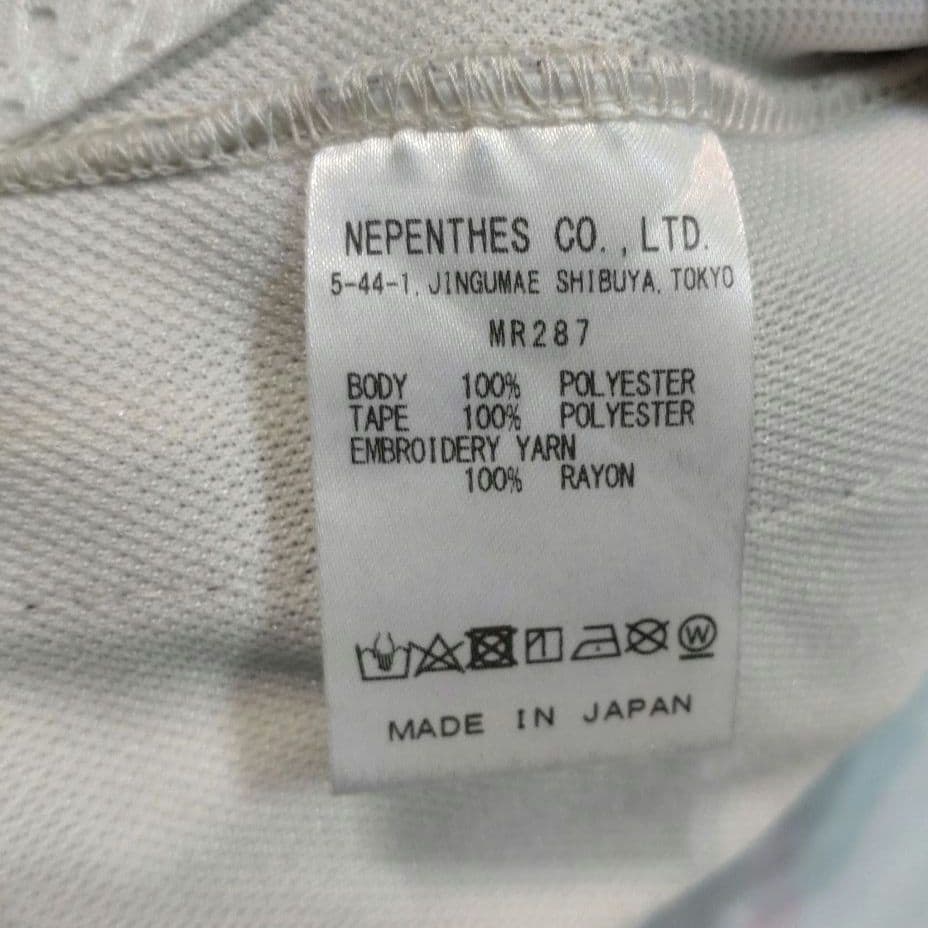 NEPENTHES CO.,LTD.
5-44-1, JINGUMAE SHIBUYA, TOKYO
MR287
BODY 100% POLYESTER
TAPE 100% POLYESTER
EMBROIDERY YARN
100% RAYON
W
MADE IN JAPAN